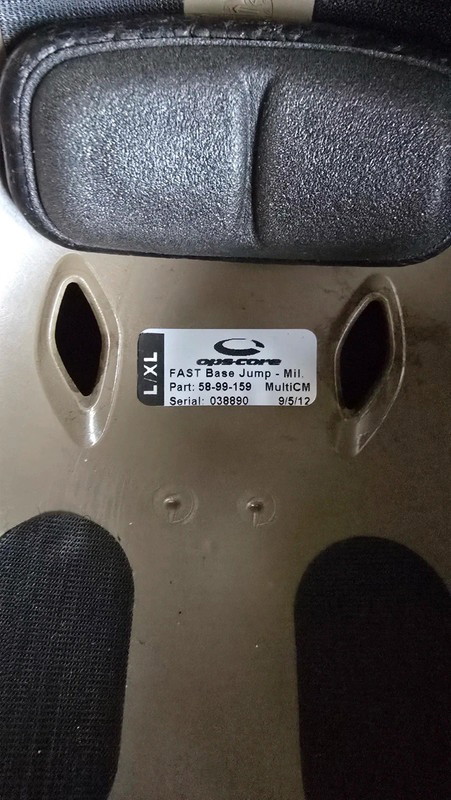 ops-core
L/XL
FAST Base Jump - Mil.
Part: 58-99-159 MultiCM
Serial: 038890 9/5/12